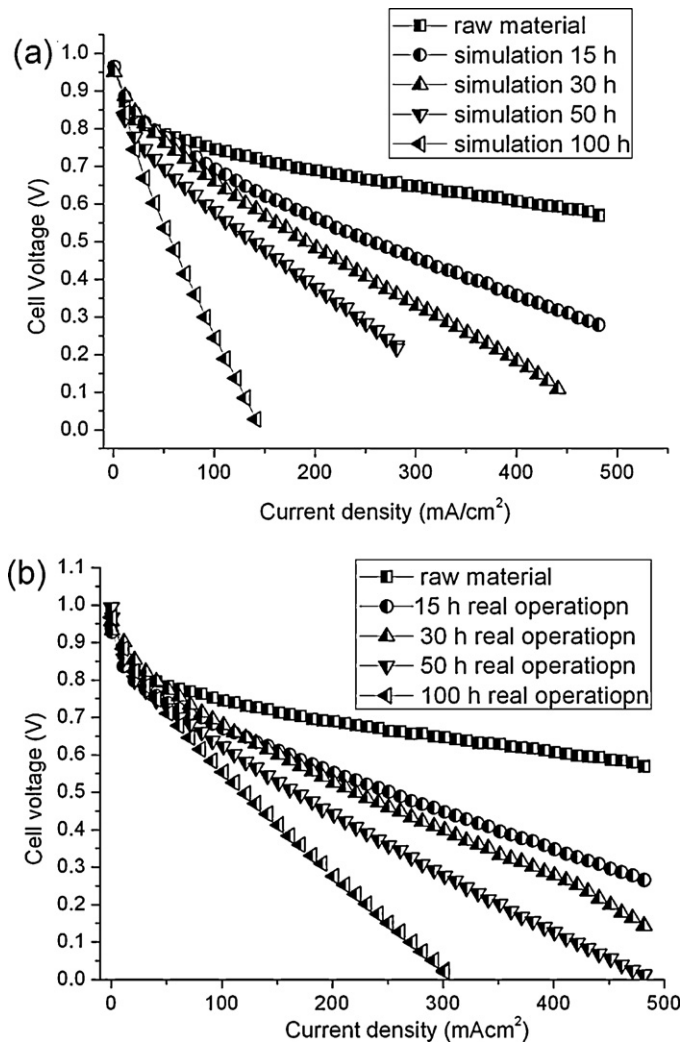 (a)
raw material
simulation 15 h
simulation 30 h
simulation 50 h
simulation 100 h
1.0
0.9
0.8
0.7
0.6
0.5
0.4
0.3
0.2
0.1
0.0
Cell Voltage (V)
0 100 200 300 400 500
Current density (mA/cm²)
(b)
raw material
15 h real operatiopn
30 h real operatiopn
50 h real operatiopn
100 h real operatiopn
1.1
1.0
0.9
0.8
0.7
0.6
0.5
0.4
0.3
0.2
0.1
0.0
Cell voltage (V)
0 100 200 300 400 500
Current density (mAcm²)